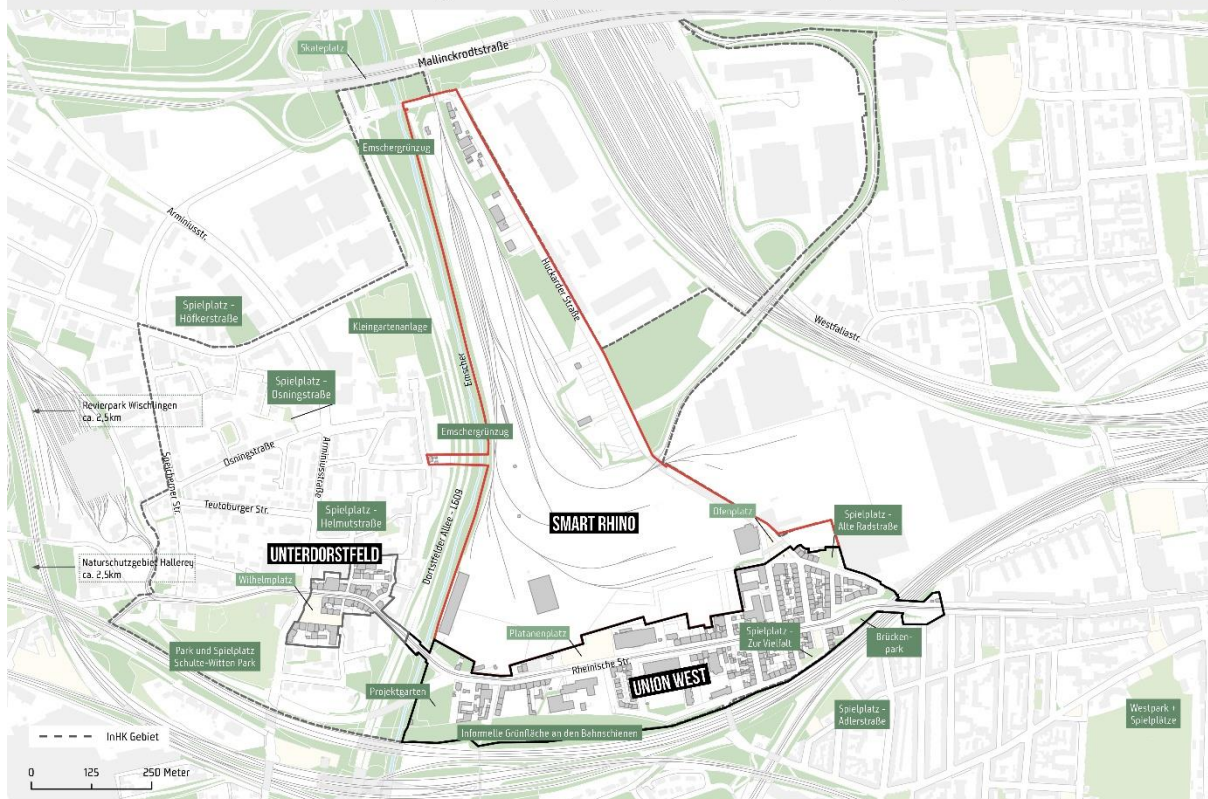 Skateplatz
Mallinckrodtstraße
Emschergrünzug
Arminiusstr.
Huckarder Straße
Spielplatz -
Höfkerstraße
Kleingartenanlage
Westfaliastr.
Emscher
Spielplatz -
Osningstraße
Revierpark Wischlingen
ca. 2,5km
Emschergrünzug
Osningstraße
Arminiusstraße
Speicherner Str.
Teutoburger Str.
Spielplatz -
Helmutstraße
SMART RHINO
Ofenplatz
Spielplatz -
Alte Radstraße
UNTERDORSTFELD
Dorstfelder Allee - L609
Naturschutzgebiet Hallerey
ca. 2,5km
Wilhelmplatz
Platanenplatz
Spielplatz -
Zur Vielfalt
Brücken-
park
Park und Spielplatz
Schulte-Witten Park
Rheinische Str.
UNION WEST
Projektgarten
Spielplatz -
Adlerstraße
Westpark +
Spielplätze
Informelle Grünfläche an den Bahnschienen
InHK Gebiet
0 125 250 Meter